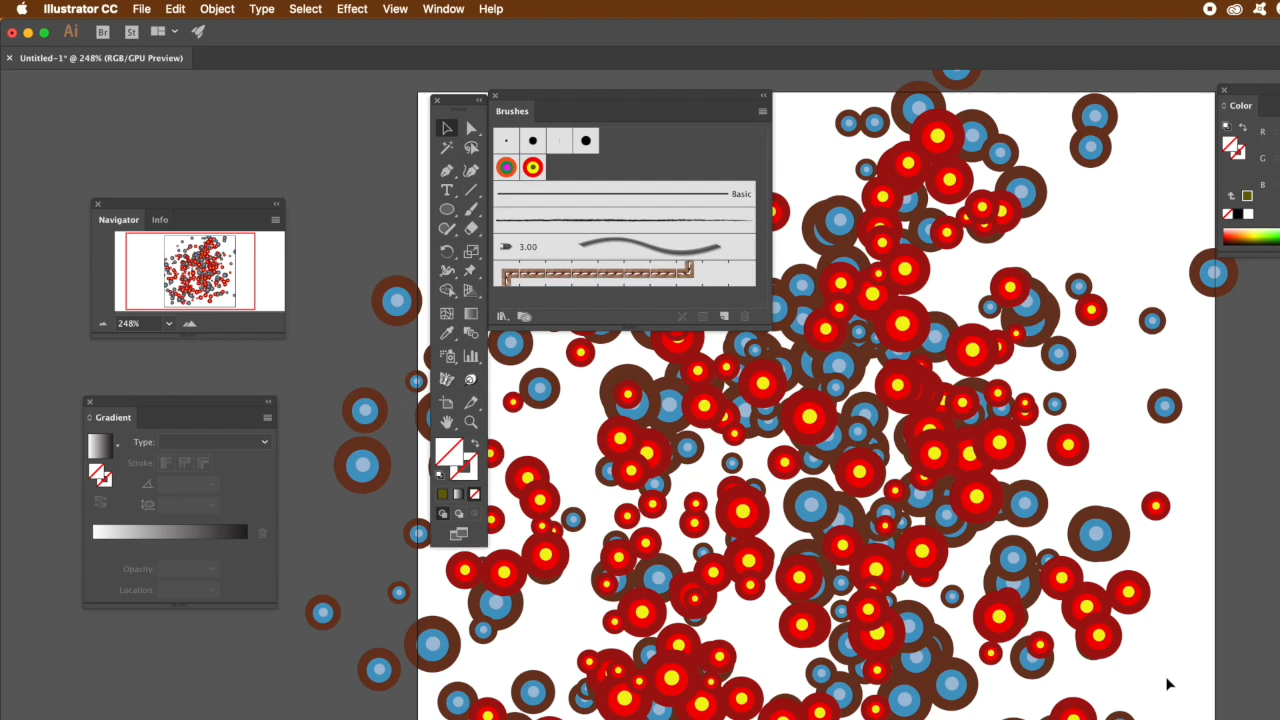 Illustrator CC File Edit Object Type Select Effect View Window Help
Ai Br St
Untitled-1* @ 248% (RGB/GPU Preview)
Brushes
Color
R
G
B
Basic
3.00
Navigator Info
248%
Gradient
Type:
Stroke:
Opacity:
Location: